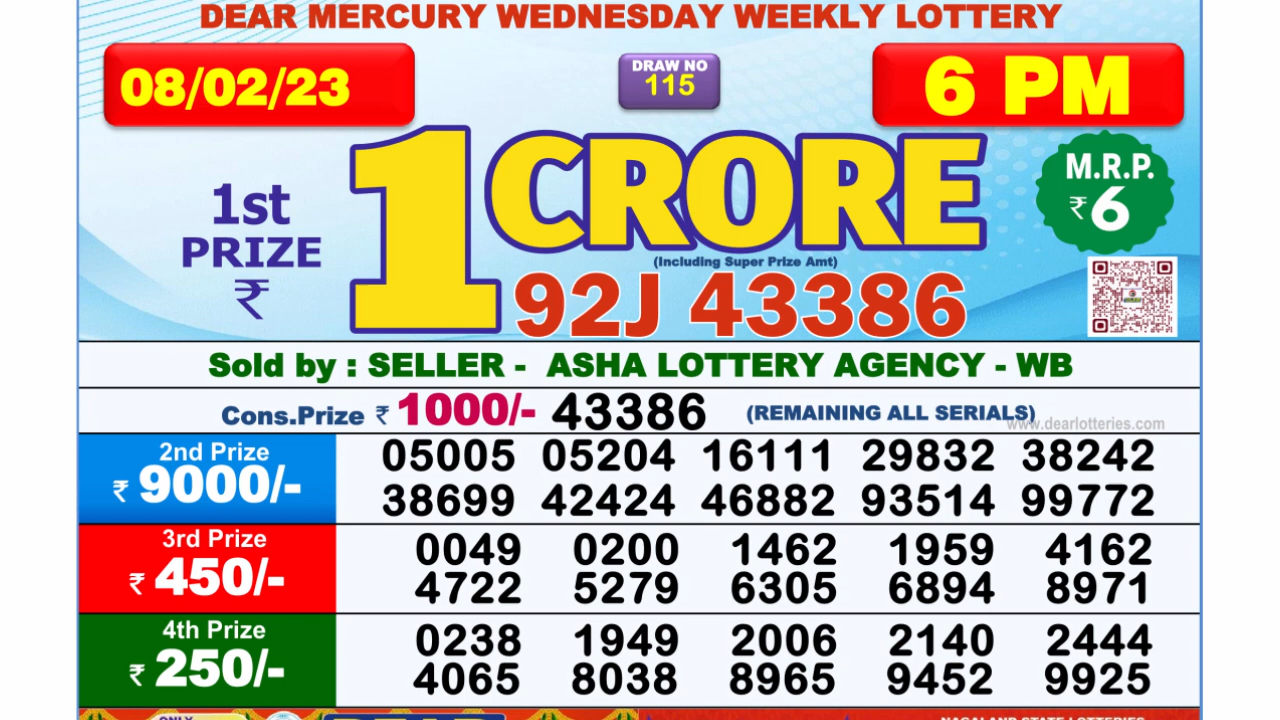 DEAR MERCURY WEDNESDAY WEEKLY LOTTERY
08/02/23
DRAW NO
115
6 PM
1st
PRIZE
₹
1 CRORE
(Including Super Prize Amt)
M.R.P.
₹ 6
92J 43386
Sold by : SELLER - ASHA LOTTERY AGENCY - WB
Cons.Prize ₹ 1000/- 43386 (REMAINING ALL SERIALS)
www.dearlotteries.com
2nd Prize
₹ 9000/-
05005 05204 16111 29832 38242
38699 42424 46882 93514 99772
3rd Prize
₹ 450/-
0049 0200 1462 1959 4162
4722 5279 6305 6894 8971
4th Prize
₹ 250/-
0238 1949 2006 2140 2444
4065 8038 8965 9452 9925